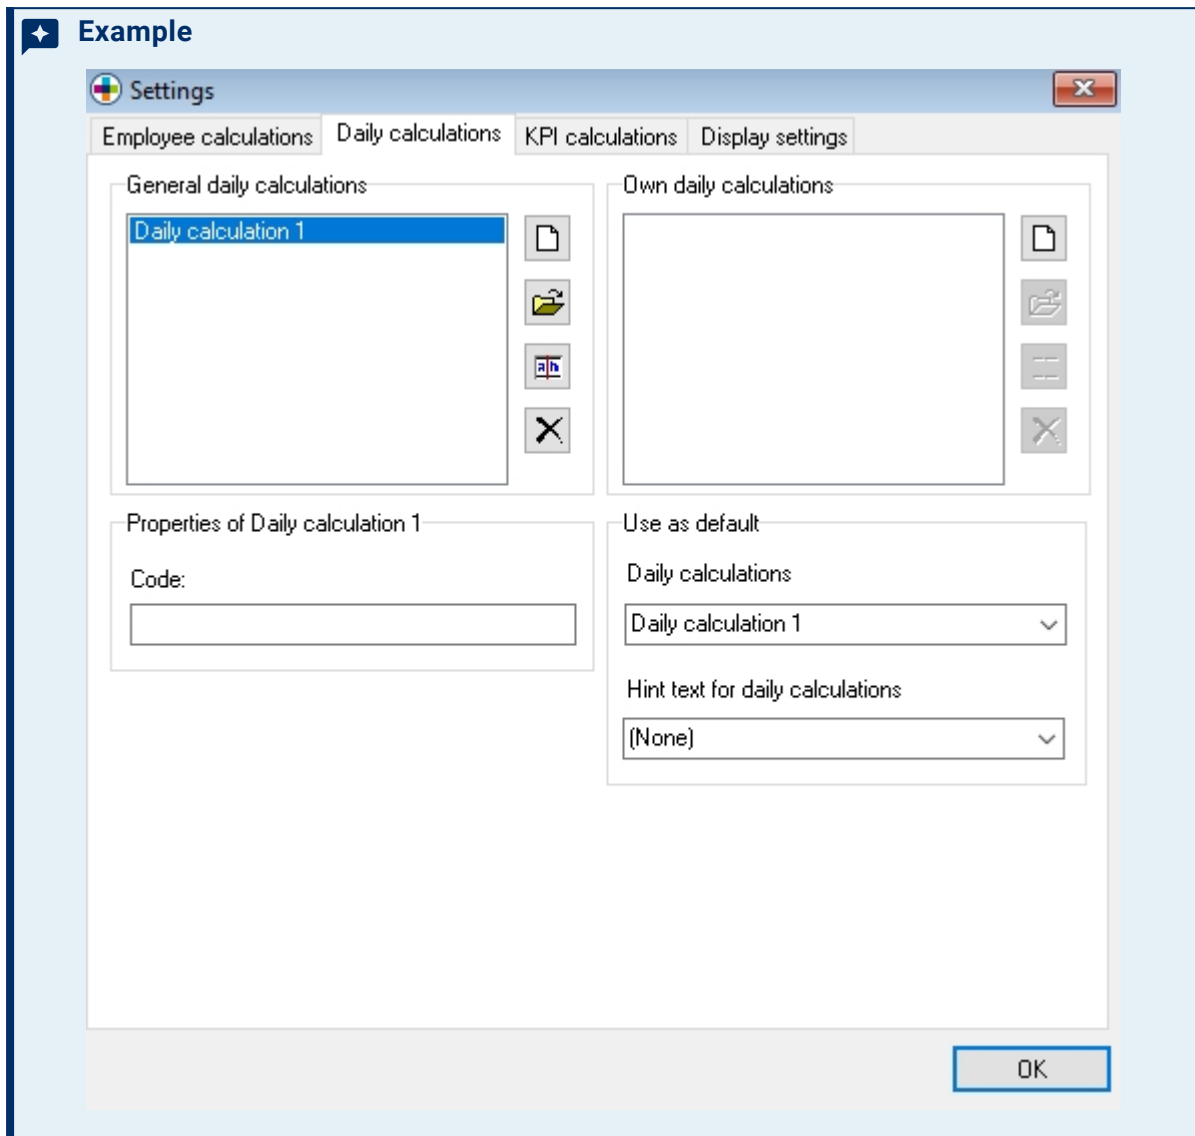 Example
Settings
Employee calculations
Daily calculations
KPI calculations
Display settings
General daily calculations
Daily calculation 1
Own daily calculations
Properties of Daily calculation 1
Code:
Use as default
Daily calculations
Daily calculation 1
Hint text for daily calculations
(None)
OK